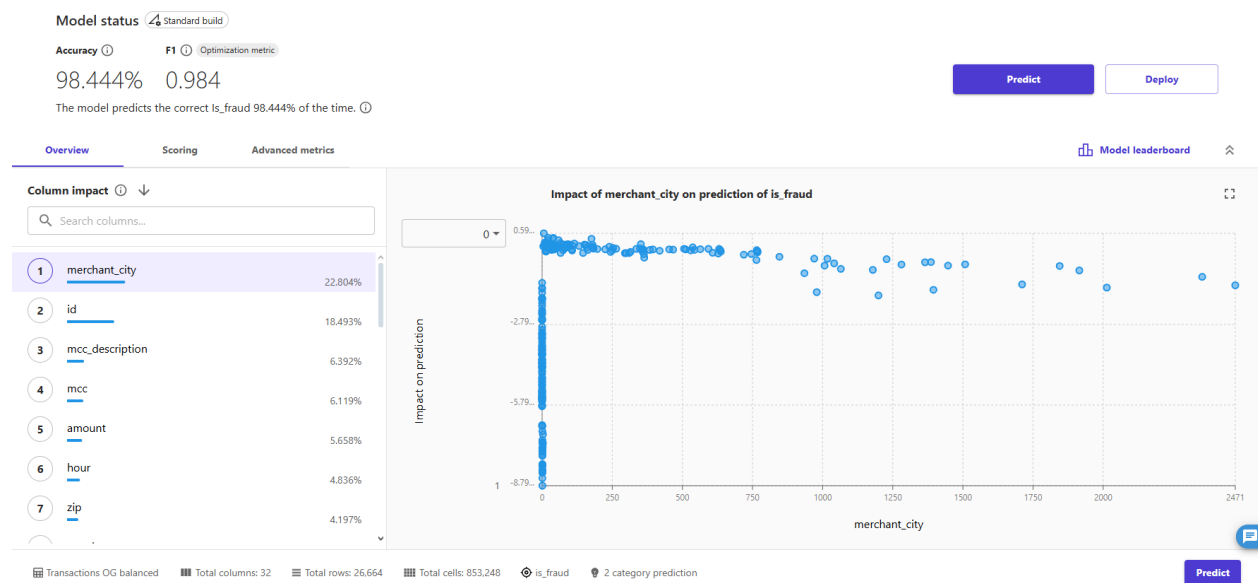 Model status Standard build
Accuracy F1 Optimization metric
98.444% 0.984
The model predicts the correct Is_fraud 98.444% of the time.
Predict Deploy
Overview Scoring Advanced metrics Model leaderboard
Column impact
Search columns...
1 merchant_city 22.804%
2 id 18.493%
3 mcc_description 6.392%
4 mcc 6.119%
5 amount 5.658%
6 hour 4.836%
7 zip 4.197%
Impact of merchant_city on prediction of is_fraud
0
0.59...
-2.79...
-5.79...
-8.79...
1
Impact on prediction
0 250 500 750 1000 1250 1500 1750 2000 2471
merchant_city
Transactions OG balanced Total columns: 32 Total rows: 26,664 Total cells: 853,248 is_fraud 2 category prediction
Predict